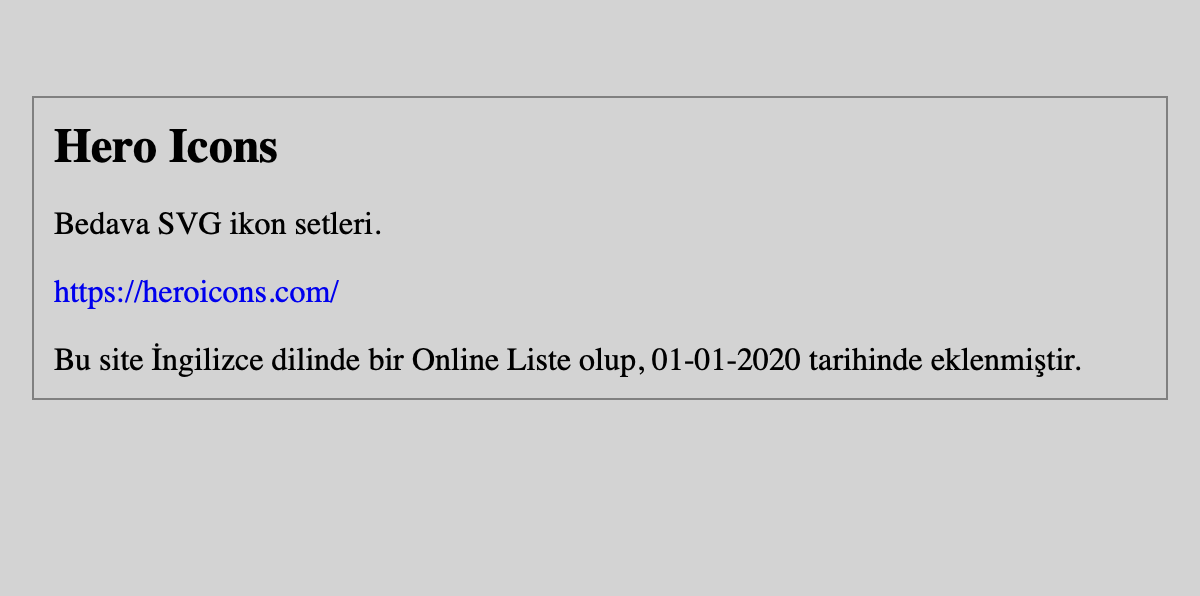 Hero Icons
Bedava SVG ikon setleri.
https://heroicons.com/
Bu site İngilizce dilinde bir Online Liste olup, 01-01-2020 tarihinde eklenmiştir.